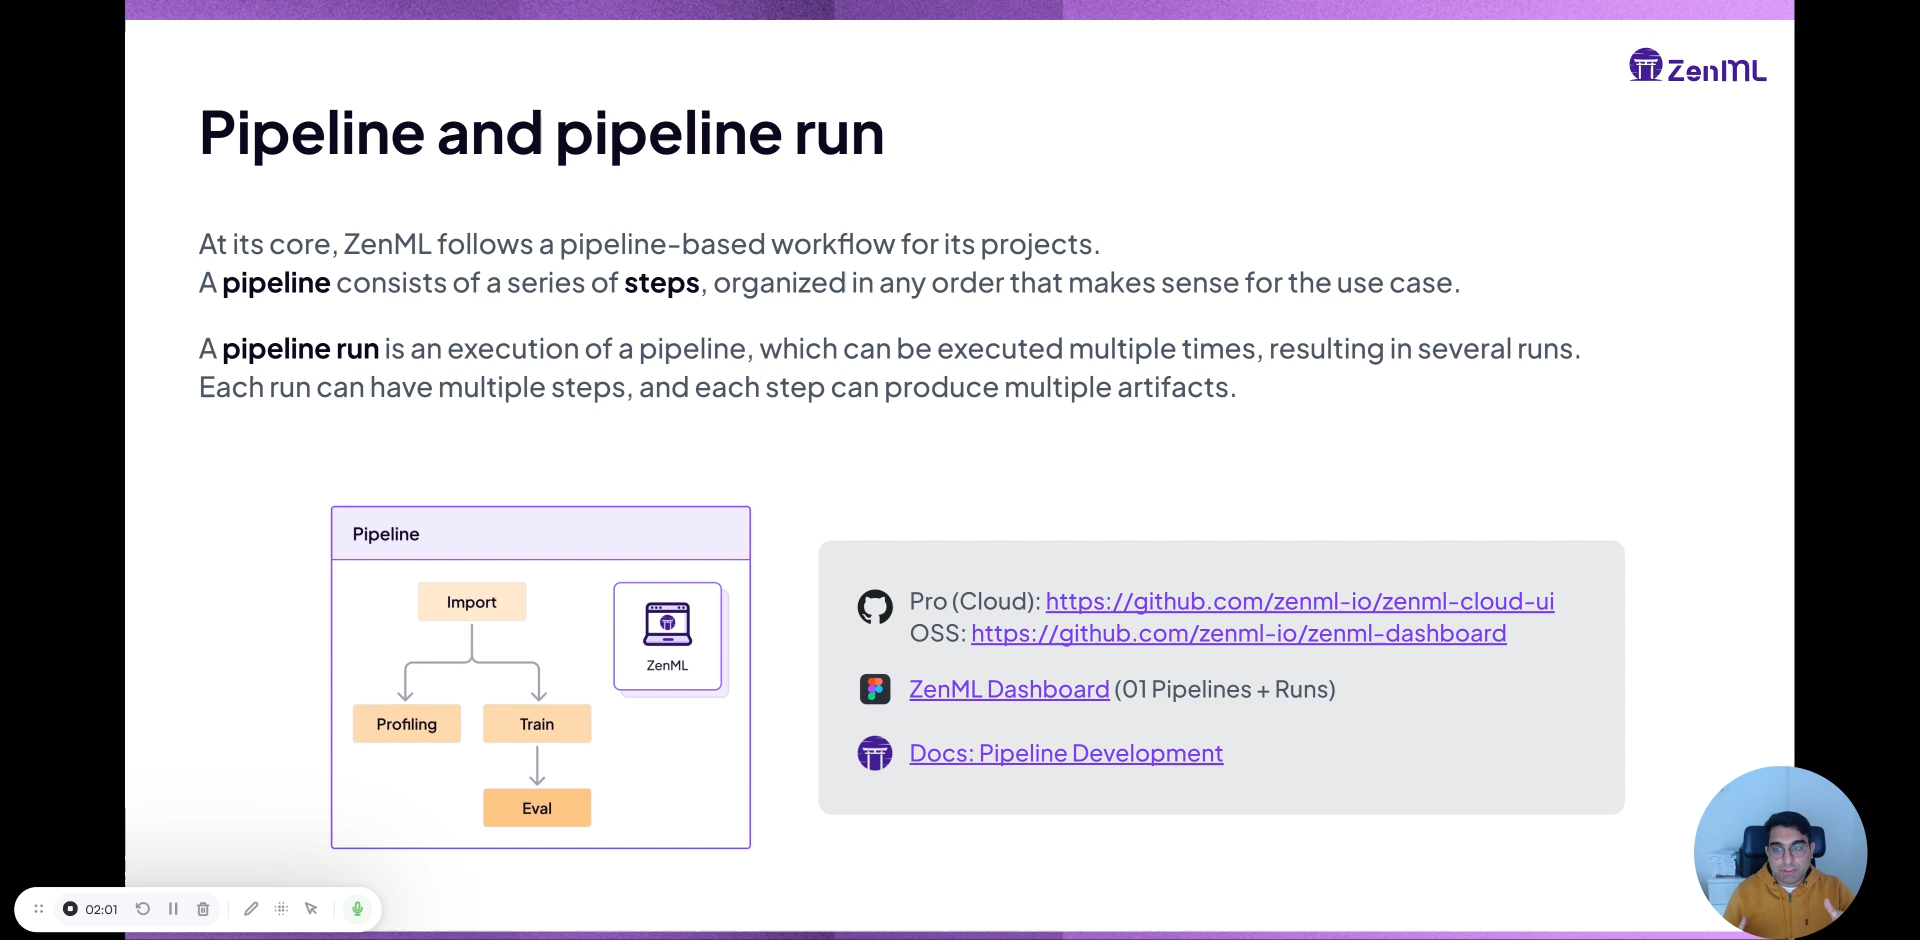 ZenML
Pipeline and pipeline run
At its core, ZenML follows a pipeline-based workflow for its projects.
A pipeline consists of a series of steps, organized in any order that makes sense for the use case.
A pipeline run is an execution of a pipeline, which can be executed multiple times, resulting in several runs.
Each run can have multiple steps, and each step can produce multiple artifacts.
Pipeline
Import
ZenML
Profiling
Train
Eval
Pro (Cloud): https://github.com/zenml-io/zenml-cloud-ui
OSS: https://github.com/zenml-io/zenml-dashboard
ZenML Dashboard (01 Pipelines + Runs)
Docs: Pipeline Development
02:01